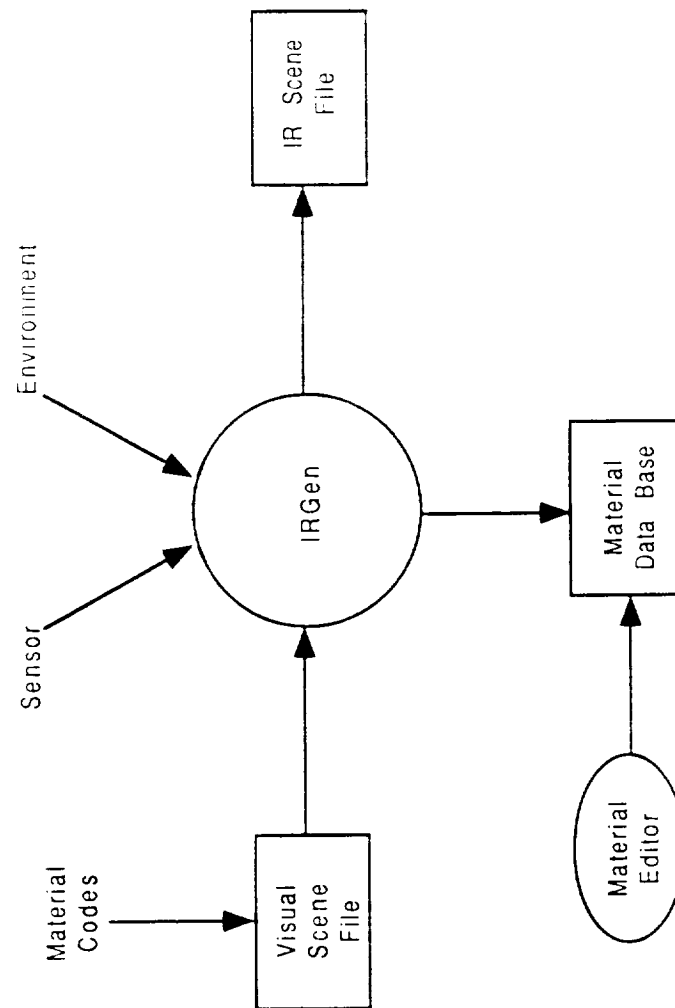 Sensor
Environment
Material
Codes
Visual
Scene
File
IRGen
IR Scene
File
Material
Editor
Material
Data Base